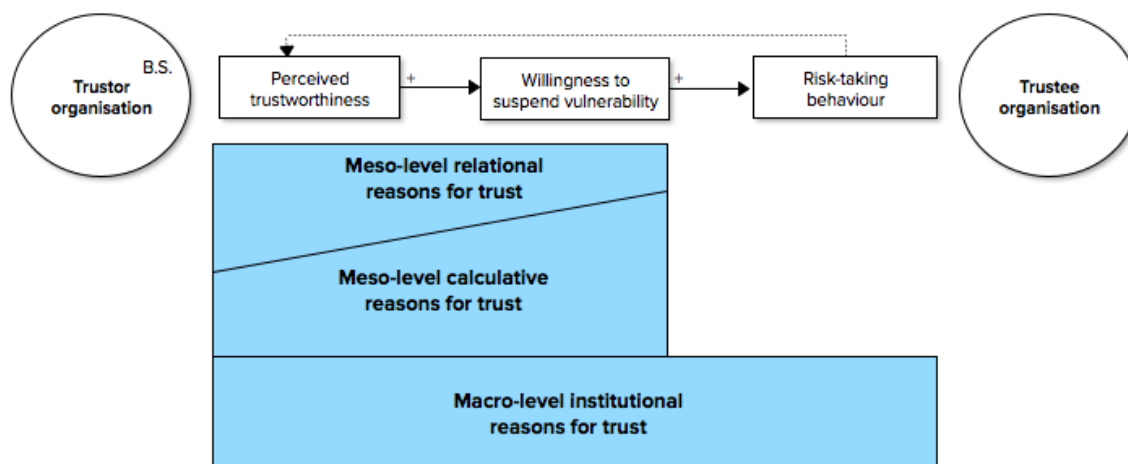 B.S.
Trustor
organisation
Perceived
trustworthiness
+
Willingness to
suspend vulnerability
+
Risk-taking
behaviour
Trustee
organisation
Meso-level relational
reasons for trust
Meso-level calculative
reasons for trust
Macro-level institutional
reasons for trust